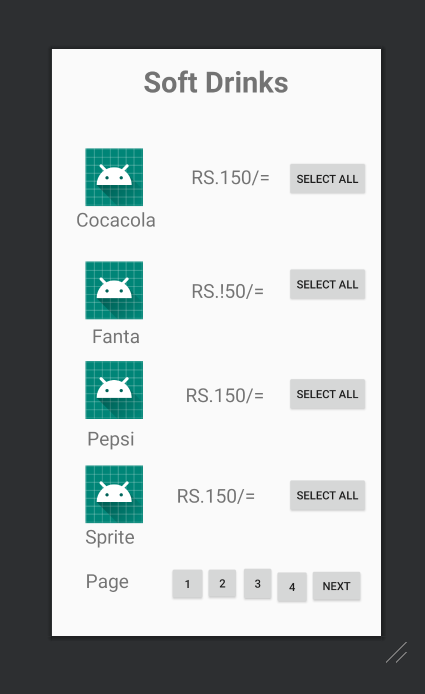 Soft Drinks
RS.150/=
SELECT ALL
Cocacola
RS.!50/=
SELECT ALL
Fanta
RS.150/=
SELECT ALL
Pepsi
RS.150/=
SELECT ALL
Sprite
Page
1
2
3
4
NEXT